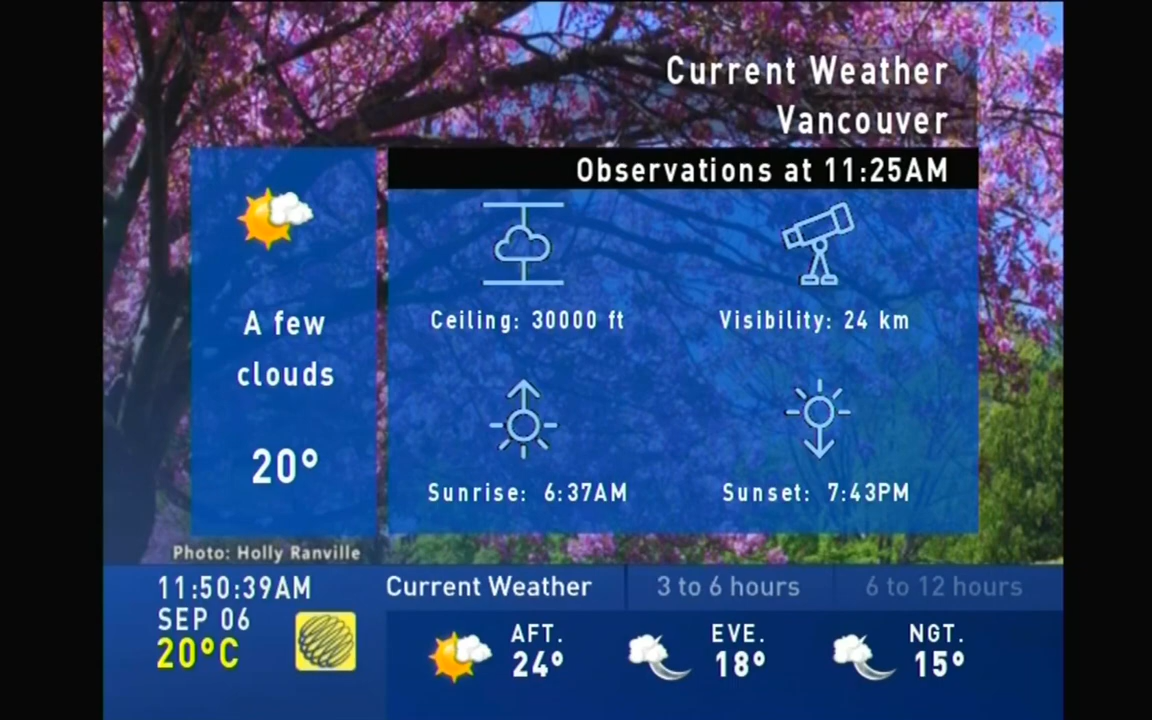 Current Weather
Vancouver
Observations at 11:25AM
A few
clouds
20°
Ceiling: 30000 ft
Visibility: 24 km
Sunrise: 6:37AM
Sunset: 7:43PM
Photo: Holly Ranville
11:50:39AM
SEP 06
20°C
Current Weather
3 to 6 hours
6 to 12 hours
AFT.
24°
EVE.
18°
NGT.
15°